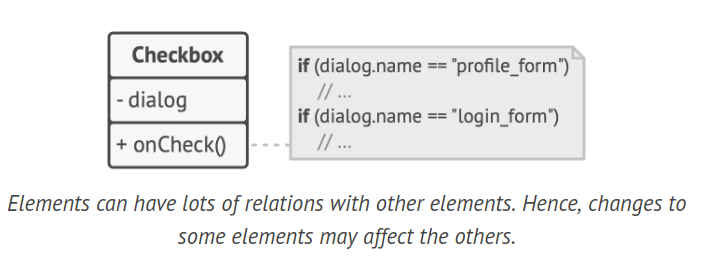 Checkbox
- dialog
+ onCheck()
if (dialog.name == "profile_form")
// ...
if (dialog.name == "login_form")
// ...
Elements can have lots of relations with other elements. Hence, changes to
some elements may affect the others.